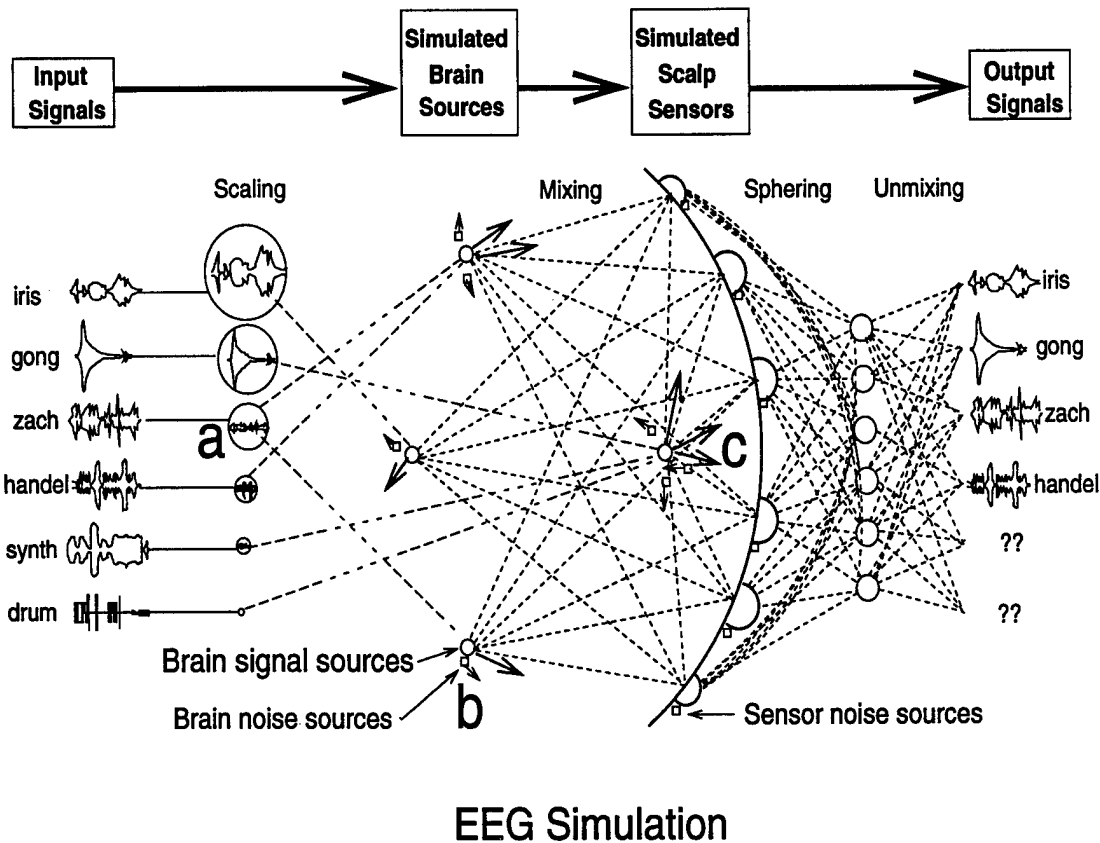 Input
Signals
Simulated
Brain
Sources
Simulated
Scalp
Sensors
Output
Signals
Scaling
Mixing
Sphering
Unmixing
iris
gong
zach
handel
synth
drum
a
b
c
iris
gong
zach
handel
??
??
Brain signal sources
Brain noise sources
Sensor noise sources
EEG Simulation